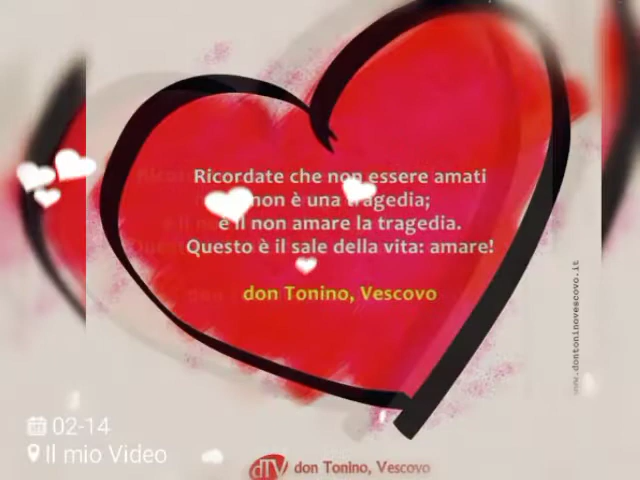 Ricordate che non essere amati
non è una tragedia;
è il non amare la tragedia.
Questo è il sale della vita: amare!
don Tonino, Vescovo
www.dontoninovescovo.it
02-14
Il mio Video
dTV don Tonino, Vescovo